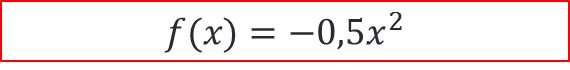 f(x) = −0,5x²